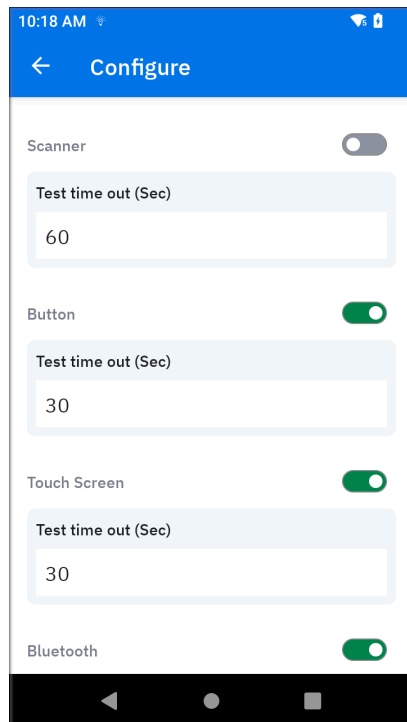 10:18 AM
Configure
Scanner
Test time out (Sec)
60
Button
Test time out (Sec)
30
Touch Screen
Test time out (Sec)
30
Bluetooth